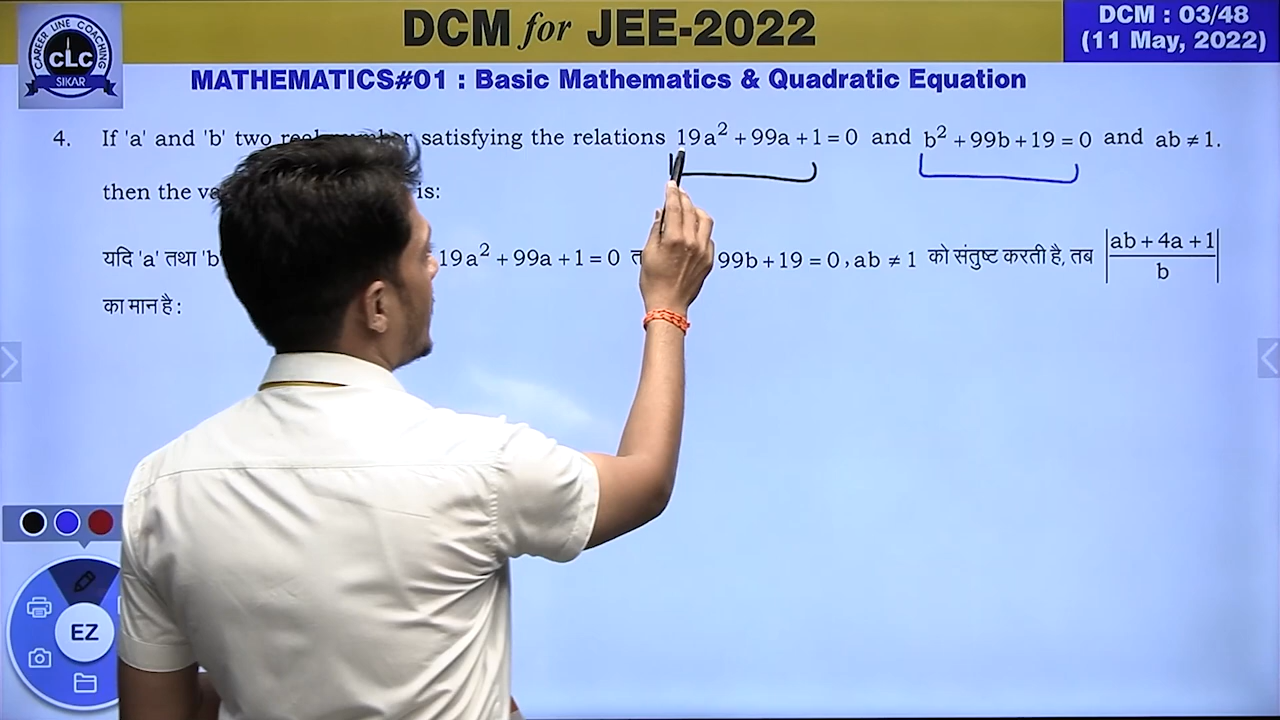 DCM for JEE-2022
DCM : 03/48
(11 May, 2022)
CAREER LINE COACHING
CLC
SIKAR
MATHEMATICS#01 : Basic Mathematics & Quadratic Equation
4. If 'a' and 'b' two satisfying the relations 19a² + 99a + 1 = 0 and b² + 99b + 19 = 0 and ab ≠ 1.
then the is:
यदि 'a' तथा 'b 19a² + 99a + 1 = 0 99b + 19 = 0, ab ≠ 1 को संतुष्ट करती है, तब |ab + 4a + 1 / b|
का मान है :
EZ